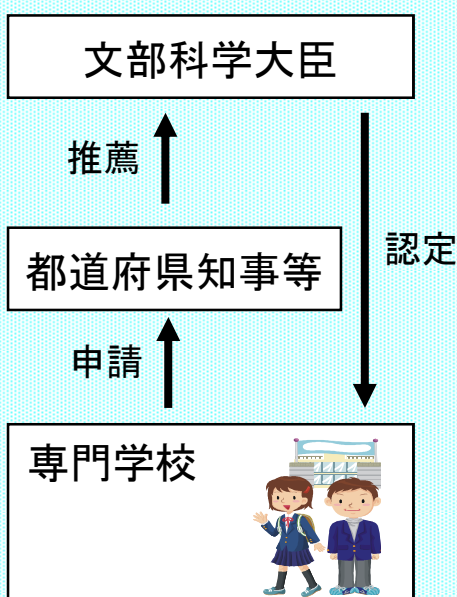 文部科学大臣
推薦
認定
都道府県知事等
申請
専門学校